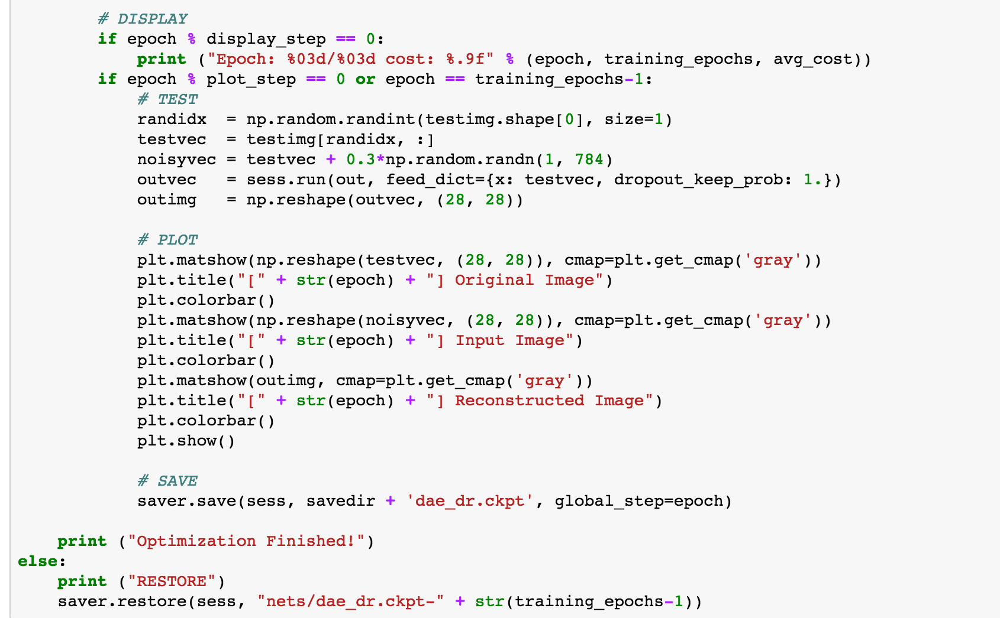 # DISPLAY
if epoch % display_step == 0:
print ("Epoch: %03d/%03d cost: %.9f" % (epoch, training_epochs, avg_cost))
if epoch % plot_step == 0 or epoch == training_epochs-1:
# TEST
randidx  = np.random.randint(testimg.shape[0], size=1)
testvec  = testimg[randidx, :]
noisyvec = testvec + 0.3*np.random.randn(1, 784)
outvec   = sess.run(out, feed_dict={x: testvec, dropout_keep_prob: 1.})
outimg   = np.reshape(outvec, (28, 28))
# PLOT
plt.matshow(np.reshape(testvec, (28, 28)), cmap=plt.get_cmap('gray'))
plt.title("[" + str(epoch) + "] Original Image")
plt.colorbar()
plt.matshow(np.reshape(noisyvec, (28, 28)), cmap=plt.get_cmap('gray'))
plt.title("[" + str(epoch) + "] Input Image")
plt.colorbar()
plt.matshow(outimg, cmap=plt.get_cmap('gray'))
plt.title("[" + str(epoch) + "] Reconstructed Image")
plt.colorbar()
plt.show()
# SAVE
saver.save(sess, savedir + 'dae_dr.ckpt', global_step=epoch)
print ("Optimization Finished!")
else:
print ("RESTORE")
saver.restore(sess, "nets/dae_dr.ckpt-" + str(training_epochs-1))